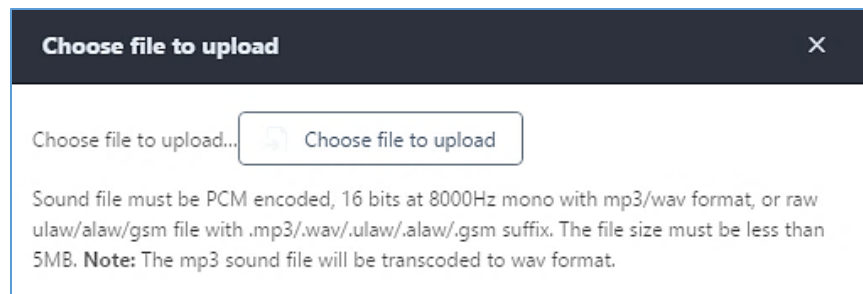 Choose file to upload
Choose file to upload... Choose file to upload
Sound file must be PCM encoded, 16 bits at 8000Hz mono with mp3/wav format, or raw
ulaw/alaw/gsm file with .mp3/.wav/.ulaw/.alaw/.gsm suffix. The file size must be less than
5MB. Note: The mp3 sound file will be transcoded to wav format.